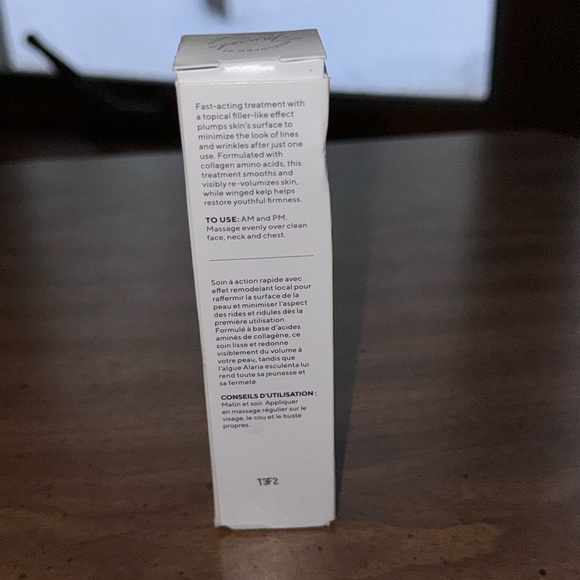 Fast-acting treatment with
a topical filler-like effect
plumps skin's surface to
minimize the look of lines
and wrinkles after just one
use. Formulated with
collagen amino acids, this
treatment smooths and
visibly re-volumizes skin,
while winged kelp helps
restore youthful firmness.
TO USE: AM and PM.
Massage evenly over clean
face, neck and chest.
Soin à action rapide avec
effet remodelant local pour
raffermir la surface de la
peau et minimiser l'aspect
des rides et ridules dès la
première utilisation.
Formulé à base d'acides
aminés de collagène, ce
soin lisse et redonne
visiblement du volume à
votre peau, tandis que
l'algue Alaria esculenta lui
rend toute sa jeunesse et
sa fermeté.
CONSEILS D'UTILISATION :
Matin et soir. Appliquer
en massage régulier sur le
visage, le cou et le buste
propres.
T3F2